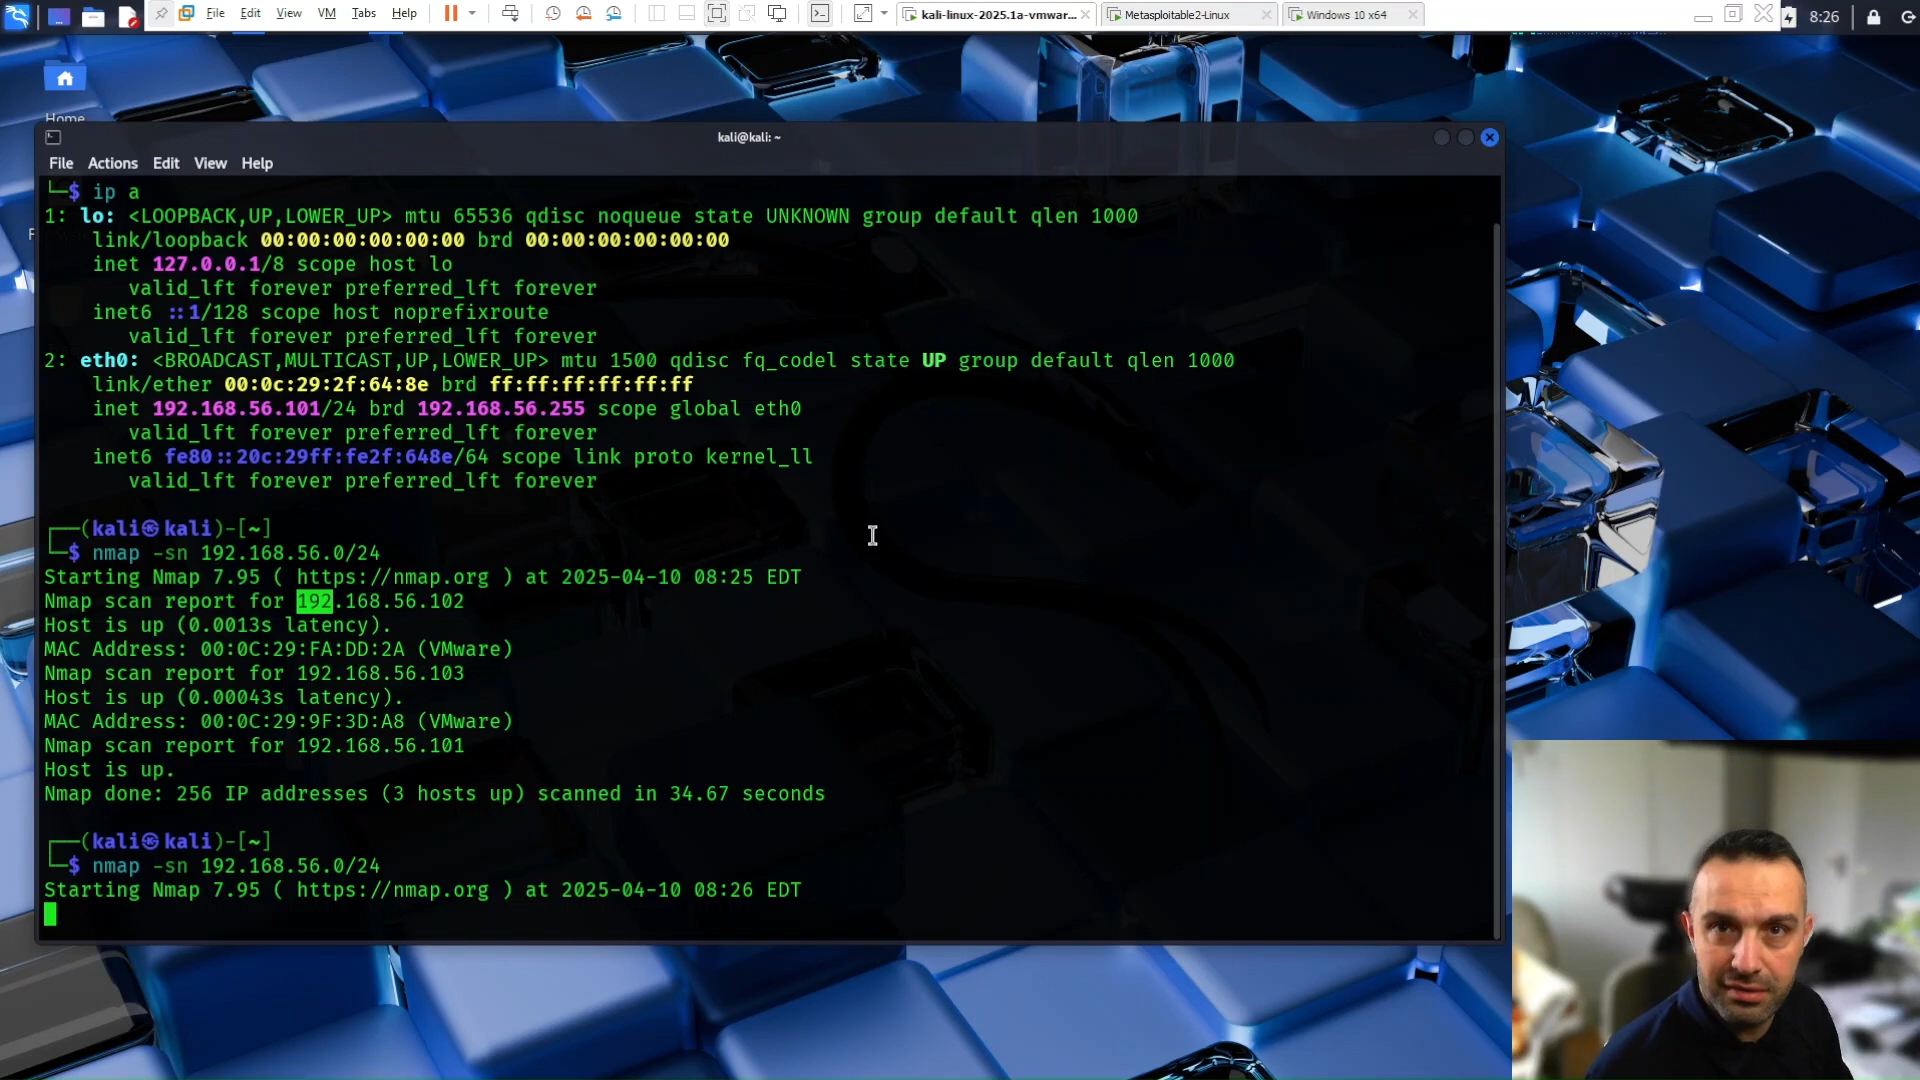 File Edit View VM Tabs Help
kali-linux-2025.1a-vmwar...
Metasploitable2-Linux
Windows 10 x64
8:26
Home
kali@kali: ~
File Actions Edit View Help
└─$ ip a
1: lo: <LOOPBACK,UP,LOWER_UP> mtu 65536 qdisc noqueue state UNKNOWN group default qlen 1000
link/loopback 00:00:00:00:00:00 brd 00:00:00:00:00:00
inet 127.0.0.1/8 scope host lo
valid_lft forever preferred_lft forever
inet6 ::1/128 scope host noprefixroute
valid_lft forever preferred_lft forever
2: eth0: <BROADCAST,MULTICAST,UP,LOWER_UP> mtu 1500 qdisc fq_codel state UP group default qlen 1000
link/ether 00:0c:29:2f:64:8e brd ff:ff:ff:ff:ff:ff
inet 192.168.56.101/24 brd 192.168.56.255 scope global eth0
valid_lft forever preferred_lft forever
inet6 fe80::20c:29ff:fe2f:648e/64 scope link proto kernel_ll
valid_lft forever preferred_lft forever
┌──(kali㉿kali)-[~]
└─$ nmap -sn 192.168.56.0/24
Starting Nmap 7.95 ( https://nmap.org ) at 2025-04-10 08:25 EDT
Nmap scan report for 192.168.56.102
Host is up (0.0013s latency).
MAC Address: 00:0C:29:FA:DD:2A (VMware)
Nmap scan report for 192.168.56.103
Host is up (0.00043s latency).
MAC Address: 00:0C:29:9F:3D:A8 (VMware)
Nmap scan report for 192.168.56.101
Host is up.
Nmap done: 256 IP addresses (3 hosts up) scanned in 34.67 seconds
┌──(kali㉿kali)-[~]
└─$ nmap -sn 192.168.56.0/24
Starting Nmap 7.95 ( https://nmap.org ) at 2025-04-10 08:26 EDT